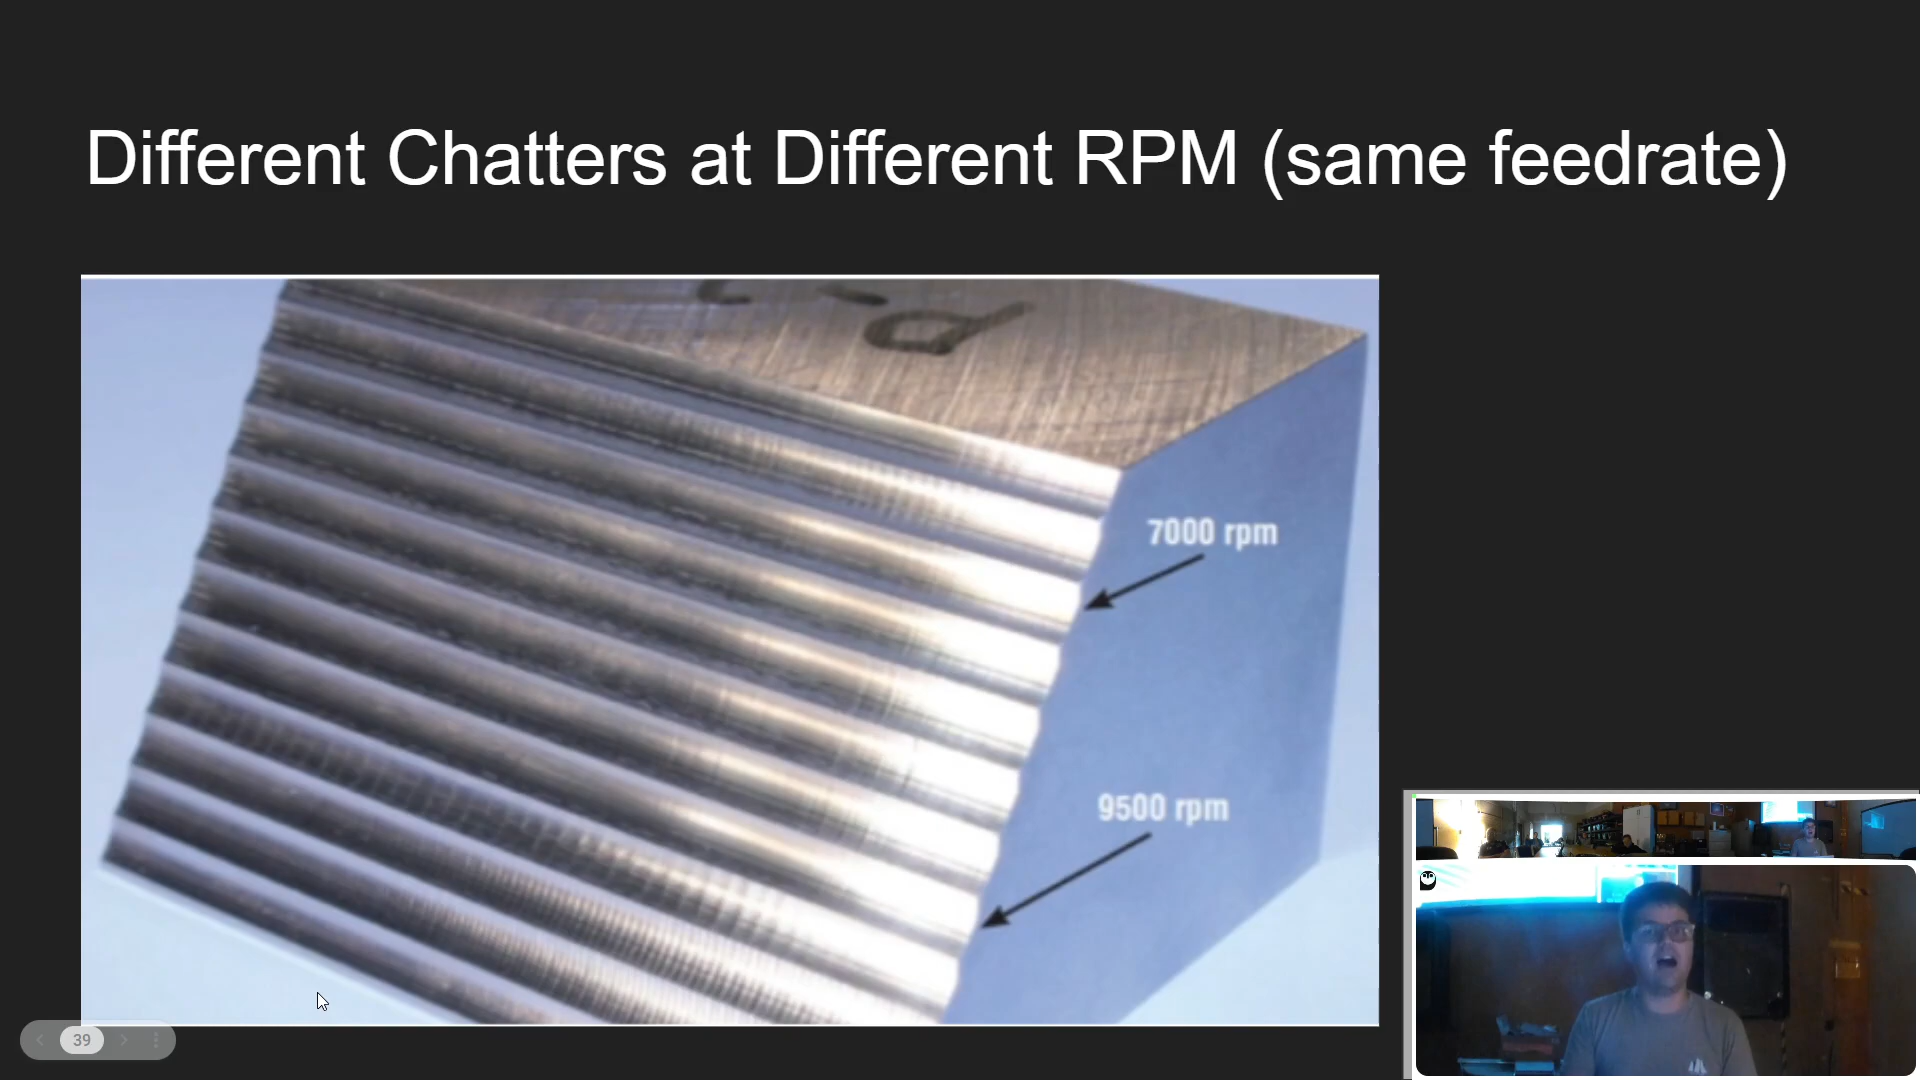 Different Chatters at Different RPM (same feedrate)
c-d
7000 rpm
9500 rpm
39